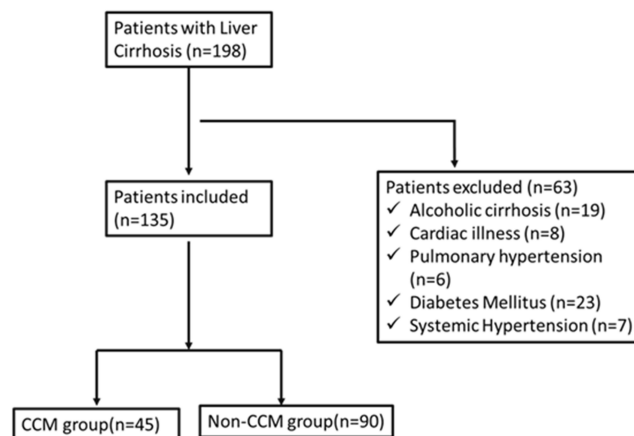 Patients with Liver
Cirrhosis (n=198)
Patients included
(n=135)
Patients excluded (n=63)
✓ Alcoholic cirrhosis (n=19)
✓ Cardiac illness (n=8)
✓ Pulmonary hypertension
(n=6)
✓ Diabetes Mellitus (n=23)
✓ Systemic Hypertension (n=7)
CCM group(n=45)
Non-CCM group(n=90)